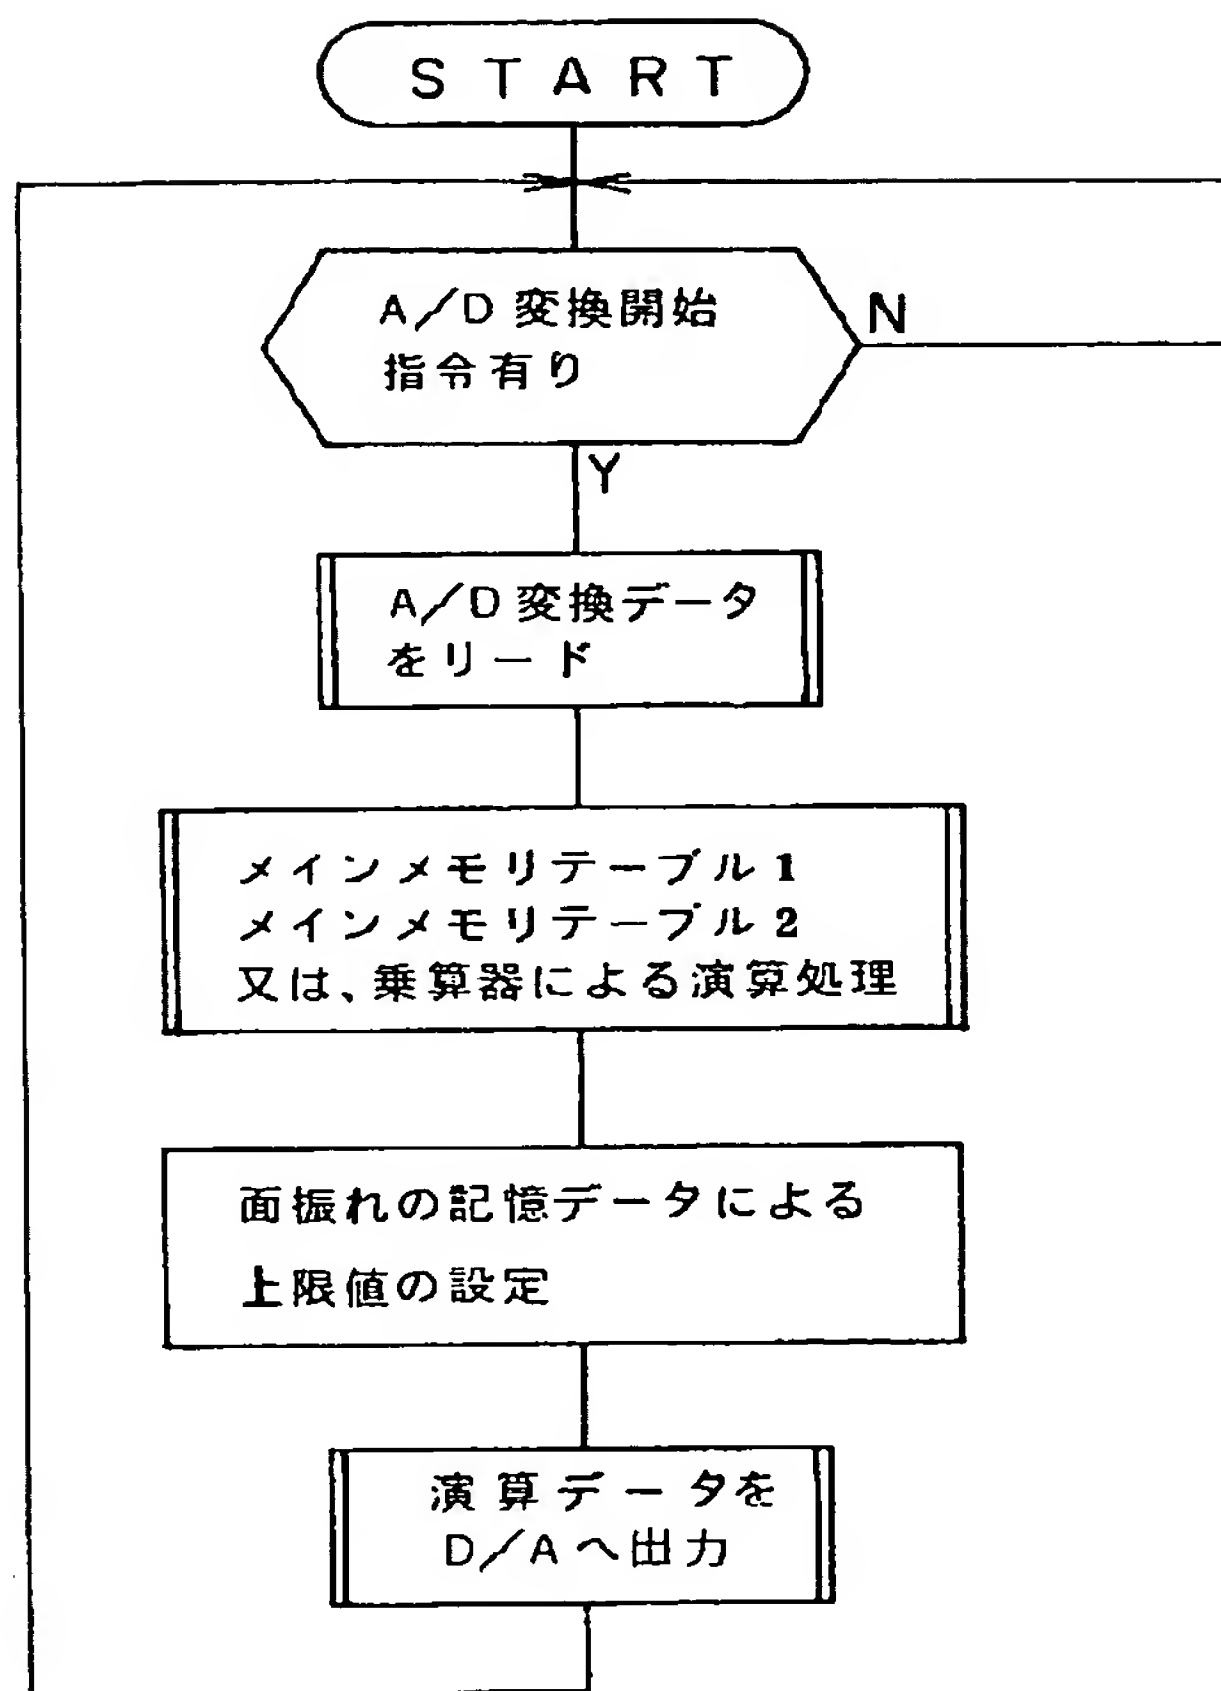 START
A/D変換開始
N
指令有り
Y
A/D変換データ
をリード
メインメモリテーブル1
メインメモリテーブル2
又は、乗算器による演算処理
面振れの記憶データによる
上限値の設定
演算データを
D/Aへ出力